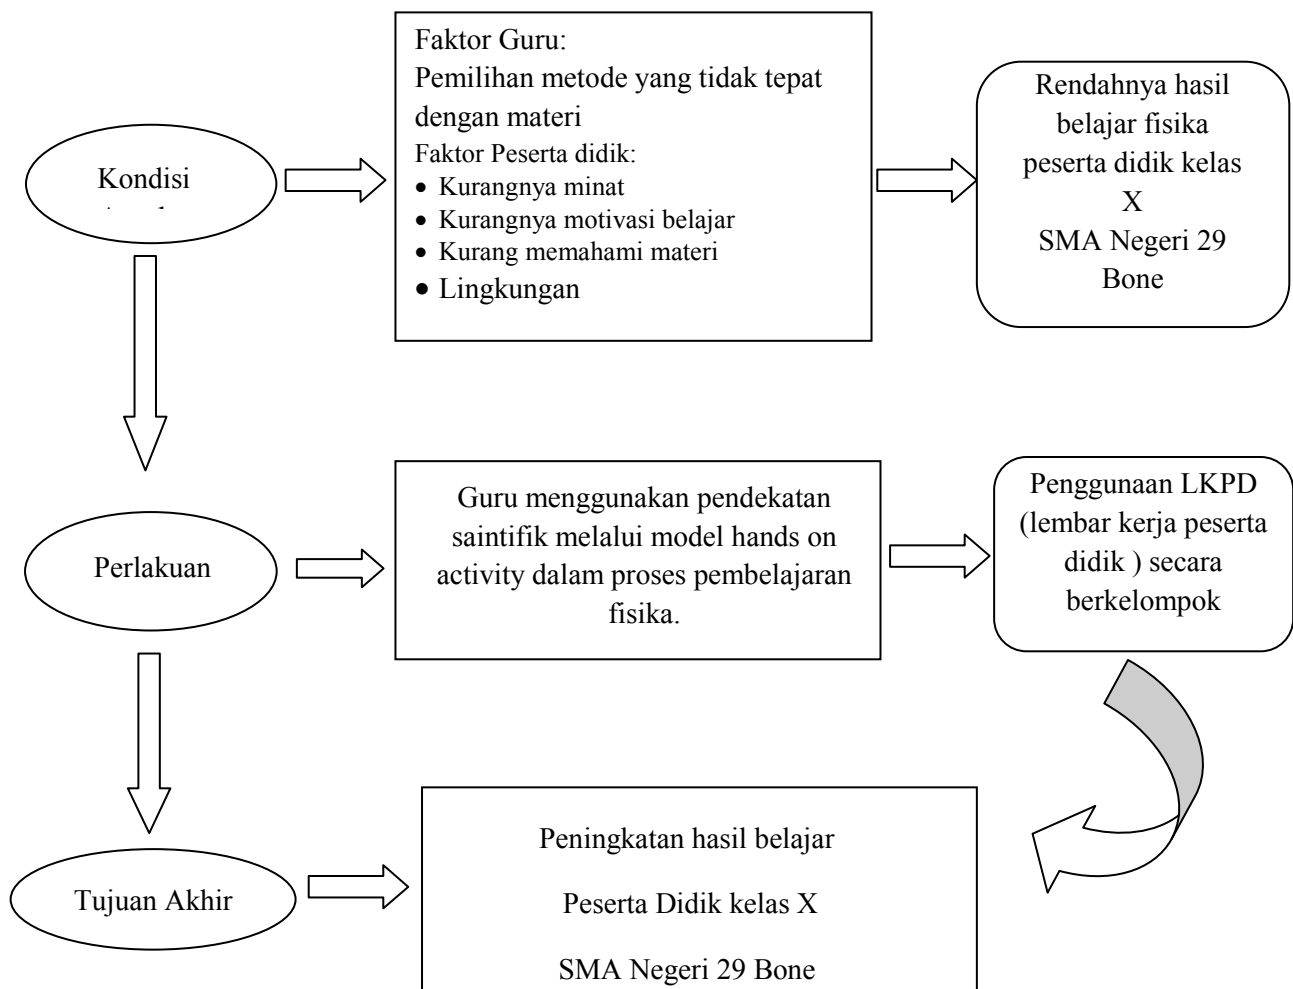 Kondisi
Faktor Guru:
Pemilihan metode yang tidak tepat
dengan materi
Faktor Peserta didik:
• Kurangnya minat
• Kurangnya motivasi belajar
• Kurang memahami materi
• Lingkungan
Rendahnya hasil
belajar fisika
peserta didik kelas
X
SMA Negeri 29
Bone
Perlakuan
Guru menggunakan pendekatan
saintifik melalui model hands on
activity dalam proses pembelajaran
fisika.
Penggunaan LKPD
(lembar kerja peserta
didik ) secara
berkelompok
Tujuan Akhir
Peningkatan hasil belajar
Peserta Didik kelas X
SMA Negeri 29 Bone